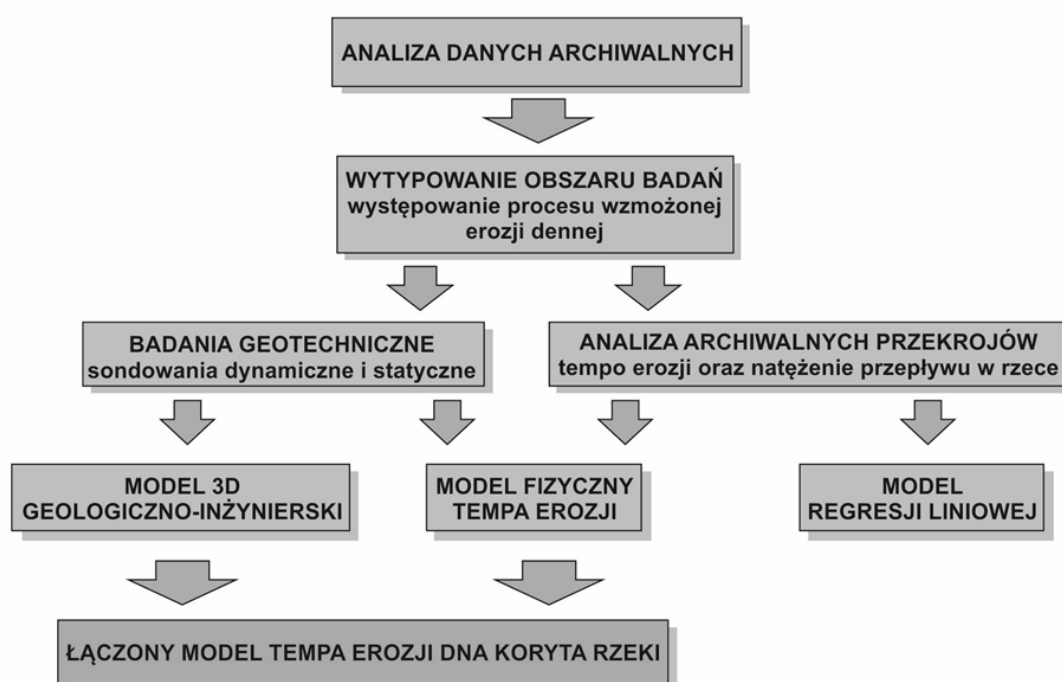 ANALIZA DANYCH ARCHIWALNYCH
WYTYPOWANIE OBSZARU BADAŃ
występowanie procesu wzmożonej
erozji dennej
BADANIA GEOTECHNICZNE
sondowania dynamiczne i statyczne
ANALIZA ARCHIWALNYCH PRZEKROJÓW
tempo erozji oraz natężenie przepływu w rzece
MODEL 3D
GEOLOGICZNO-INŻYNIERSKI
MODEL FIZYCZNY
TEMPA EROZJI
MODEL
REGRESJI LINIOWEJ
ŁĄCZONY MODEL TEMPA EROZJI DNA KORYTA RZEKI